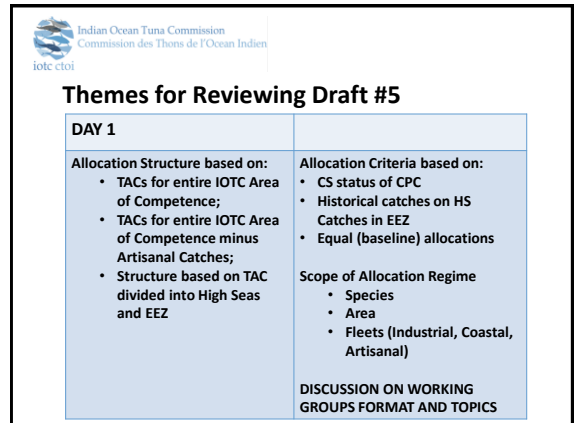 Indian Ocean Tuna Commission
Commission des Thons de l'Ocean Indien
iotc ctoi
Themes for Reviewing Draft #5
DAY 1
Allocation Structure based on:
• TACs for entire IOTC Area
of Competence;
• TACs for entire IOTC Area
of Competence minus
Artisanal Catches;
• Structure based on TAC
divided into High Seas
and EEZ
Allocation Criteria based on:
• CS status of CPC
• Historical catches on HS
Catches in EEZ
• Equal (baseline) allocations
Scope of Allocation Regime
• Species
• Area
• Fleets (Industrial, Coastal,
Artisanal)
DISCUSSION ON WORKING
GROUPS FORMAT AND TOPICS